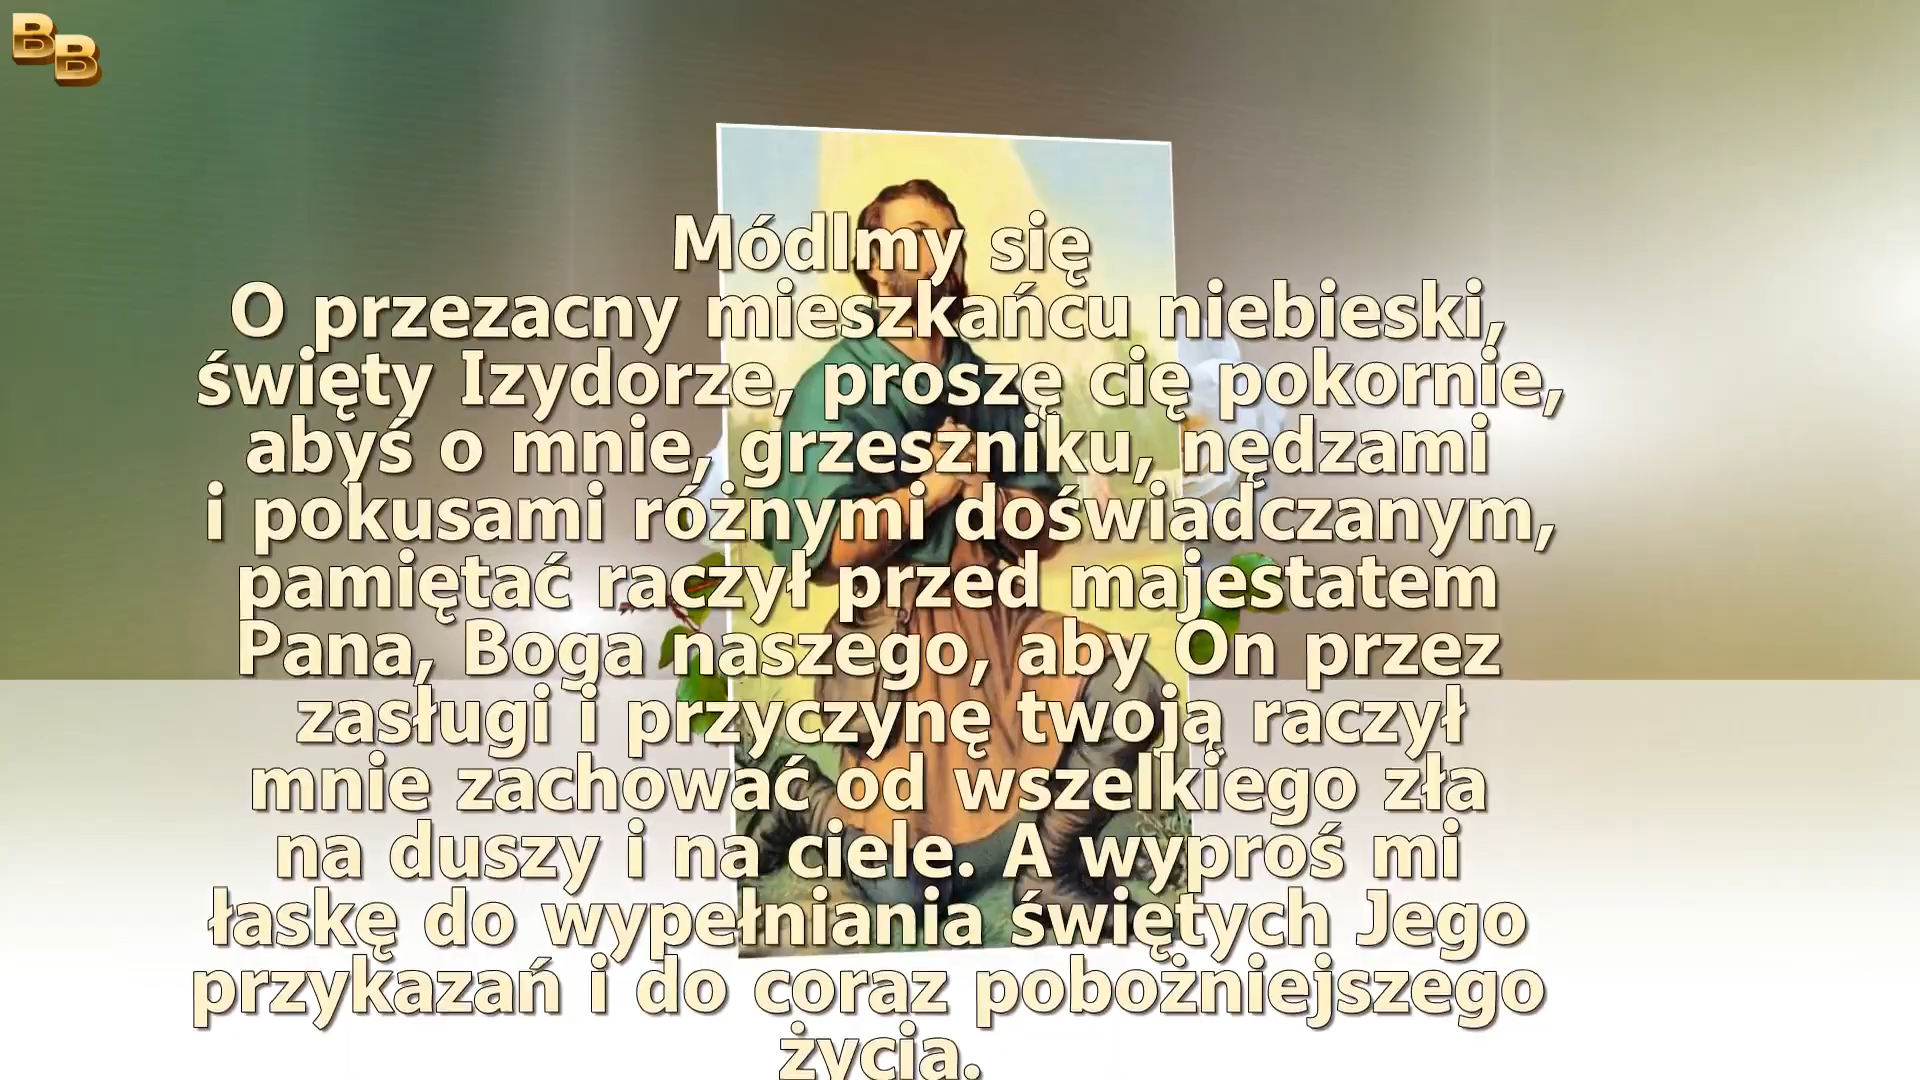 BB
Módlmy się
O przezacny mieszkańcu niebieski,
święty Izydorze, proszę cię pokornie,
abyś o mnie, grzeszniku, nędzami
i pokusami różnymi doświadczanym,
pamiętać raczył przed majestatem
Pana, Boga naszego, aby On przez
zasługi i przyczynę twoją raczył
mnie zachować od wszelkiego zła
na duszy i na ciele. A wyproś mi
łaskę do wypełniania świętych Jego
przykazań i do coraz pobożniejszego
życia.